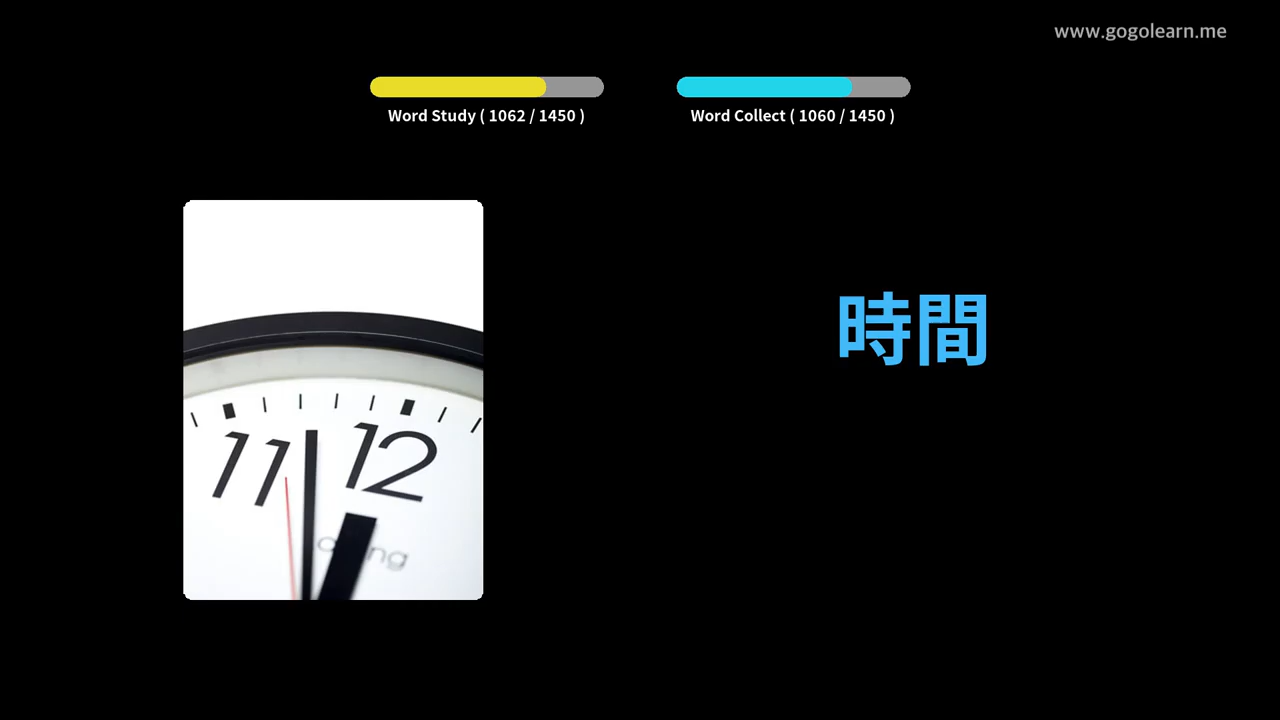 www.gogolearn.me
Word Study ( 1062 / 1450 )
Word Collect ( 1060 / 1450 )
時間
11
12